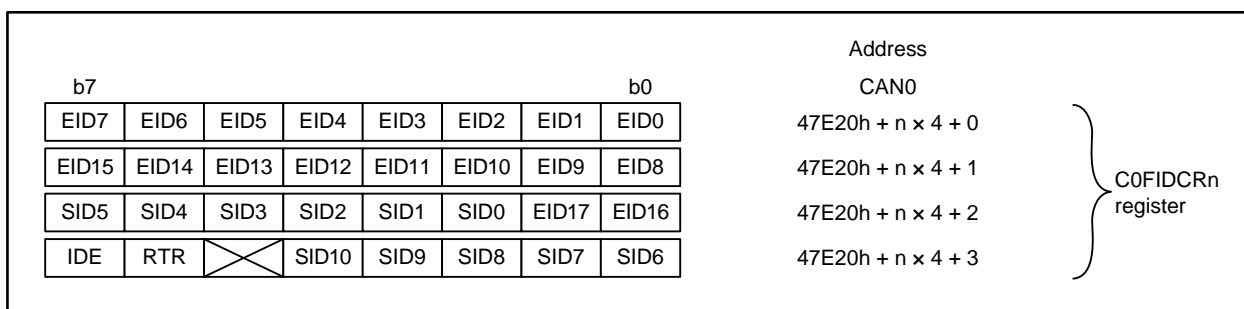 Address
b7 b0 CAN0
EID7 EID6 EID5 EID4 EID3 EID2 EID1 EID0 47E20h + n × 4 + 0
EID15 EID14 EID13 EID12 EID11 EID10 EID9 EID8 47E20h + n × 4 + 1
SID5 SID4 SID3 SID2 SID1 SID0 EID17 EID16 47E20h + n × 4 + 2
IDE RTR SID10 SID9 SID8 SID7 SID6 47E20h + n × 4 + 3
C0FIDCRn
register